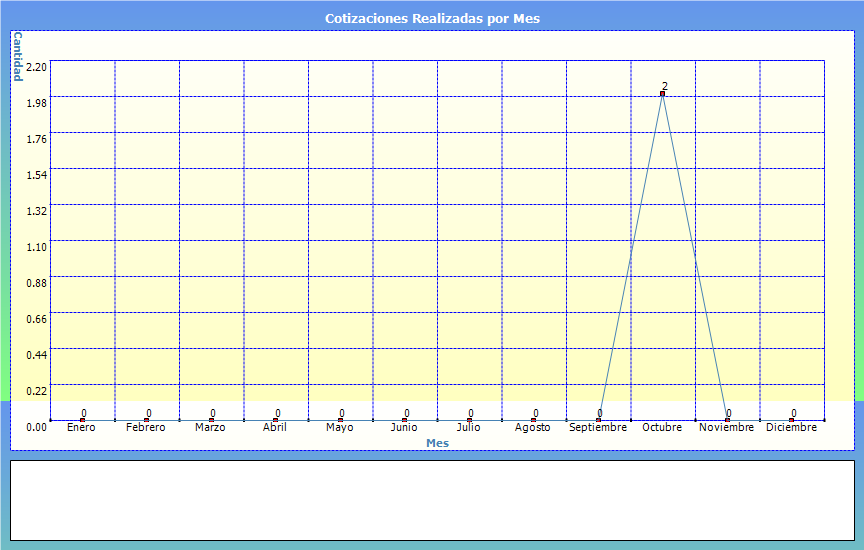 Cotizaciones Realizadas por Mes
Cantidad
2.20
1.98
1.76
1.54
1.32
1.10
0.88
0.66
0.44
0.22
0.00
2
0 0 0 0 0 0 0 0 0 0 0
Enero Febrero Marzo Abril Mayo Junio Julio Agosto Septiembre Octubre Noviembre Diciembre
Mes